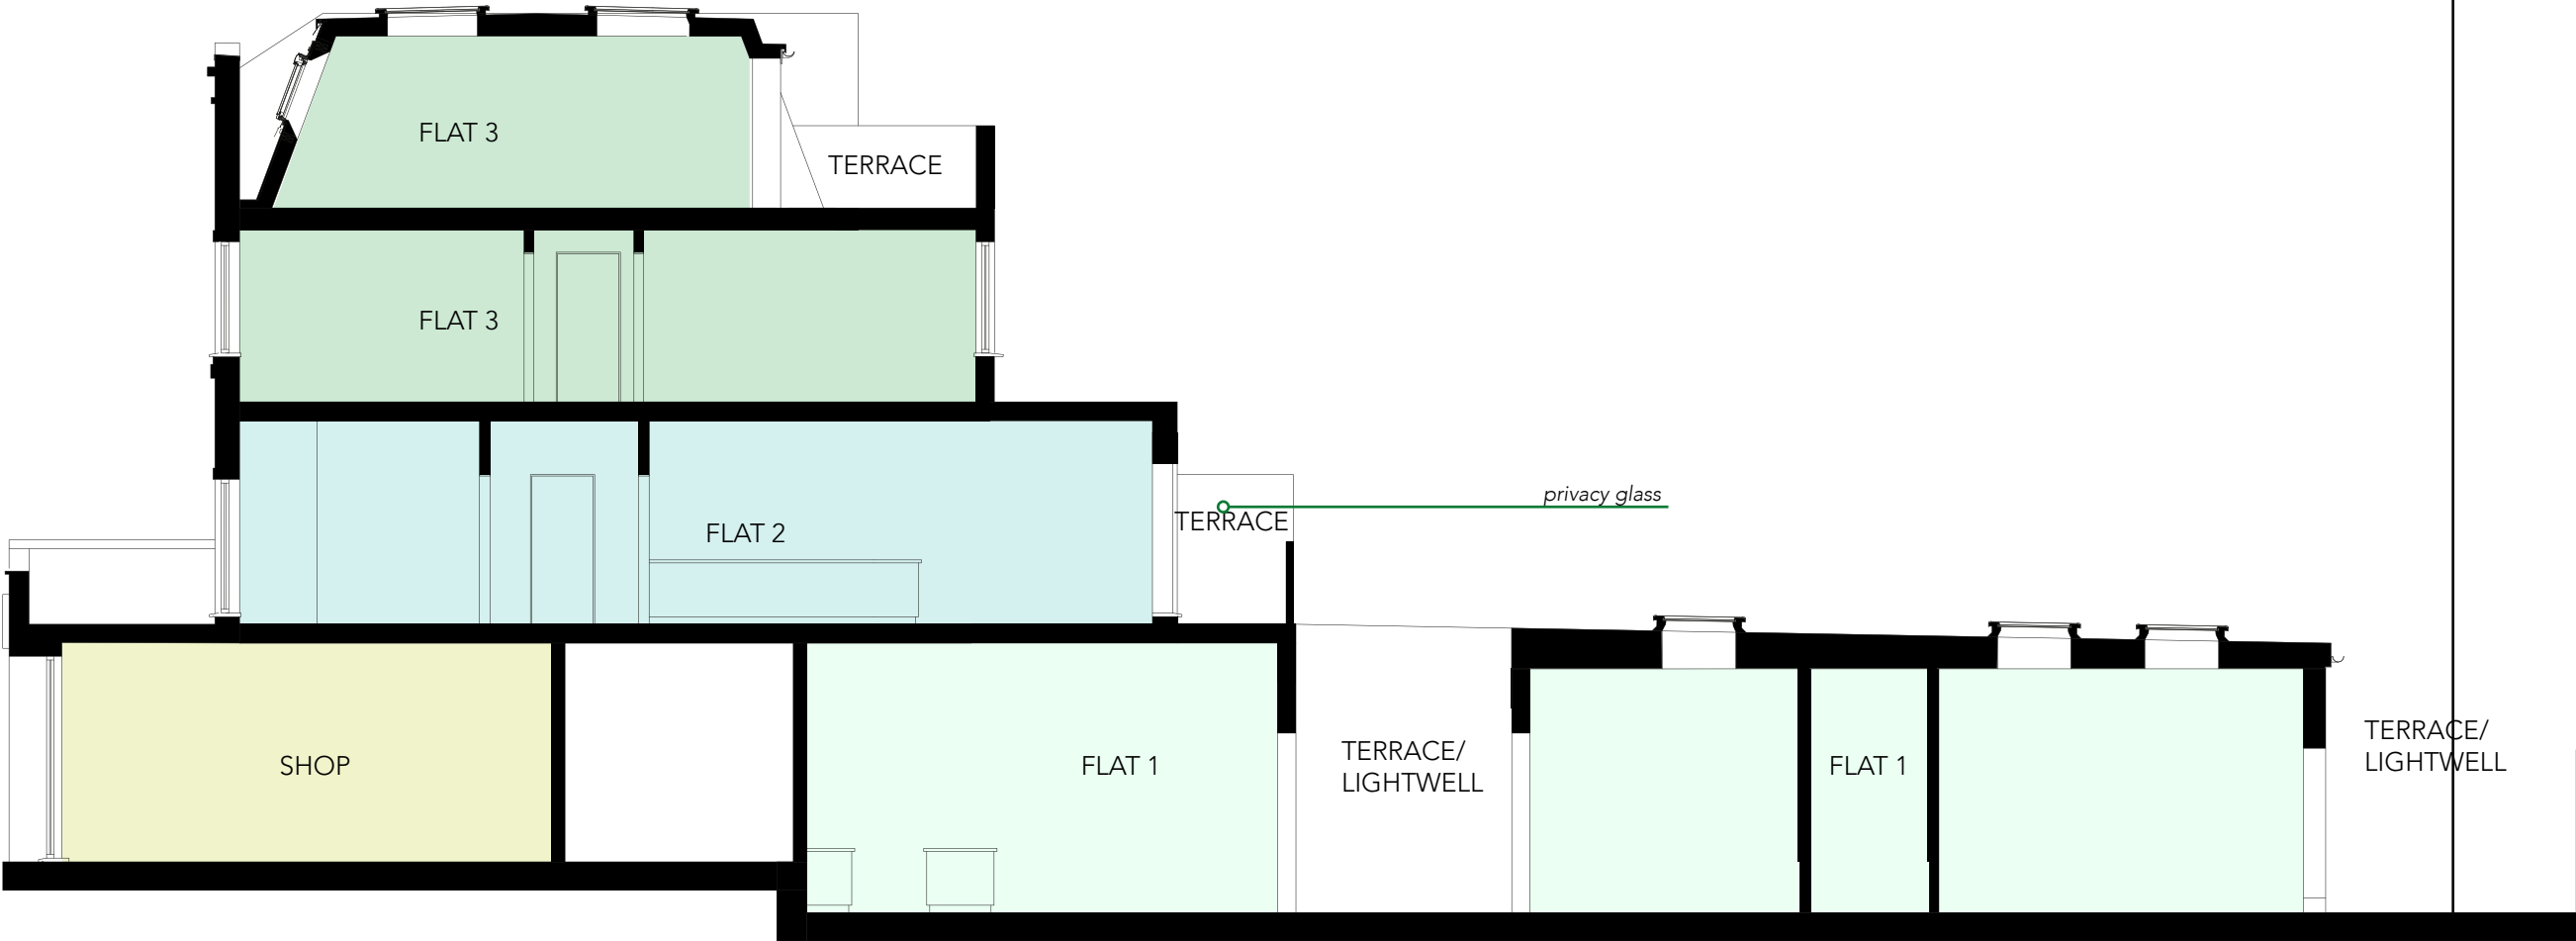 FLAT 3
TERRACE
FLAT 3
privacy glass
TERRACE
FLAT 2
SHOP
FLAT 1
TERRACE/
LIGHTWELL
FLAT 1
TERRACE/
LIGHTWELL